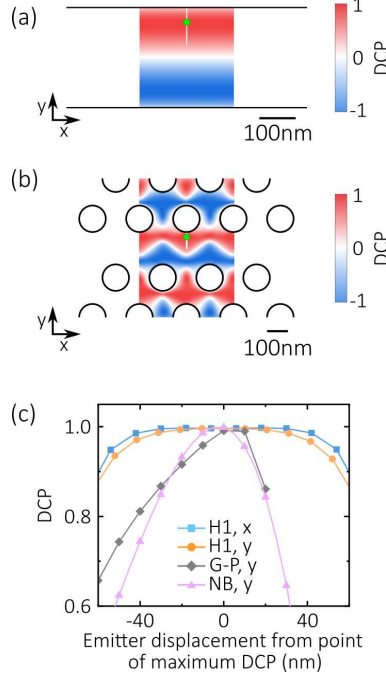 (a)
1
0
-1
DCP
y
x
100nm
(b)
1
0
-1
DCP
y
x
100nm
(c)
1.0
0.8
0.6
DCP
H1, x
H1, y
G-P, y
NB, y
-40
0
40
Emitter displacement from point
of maximum DCP (nm)